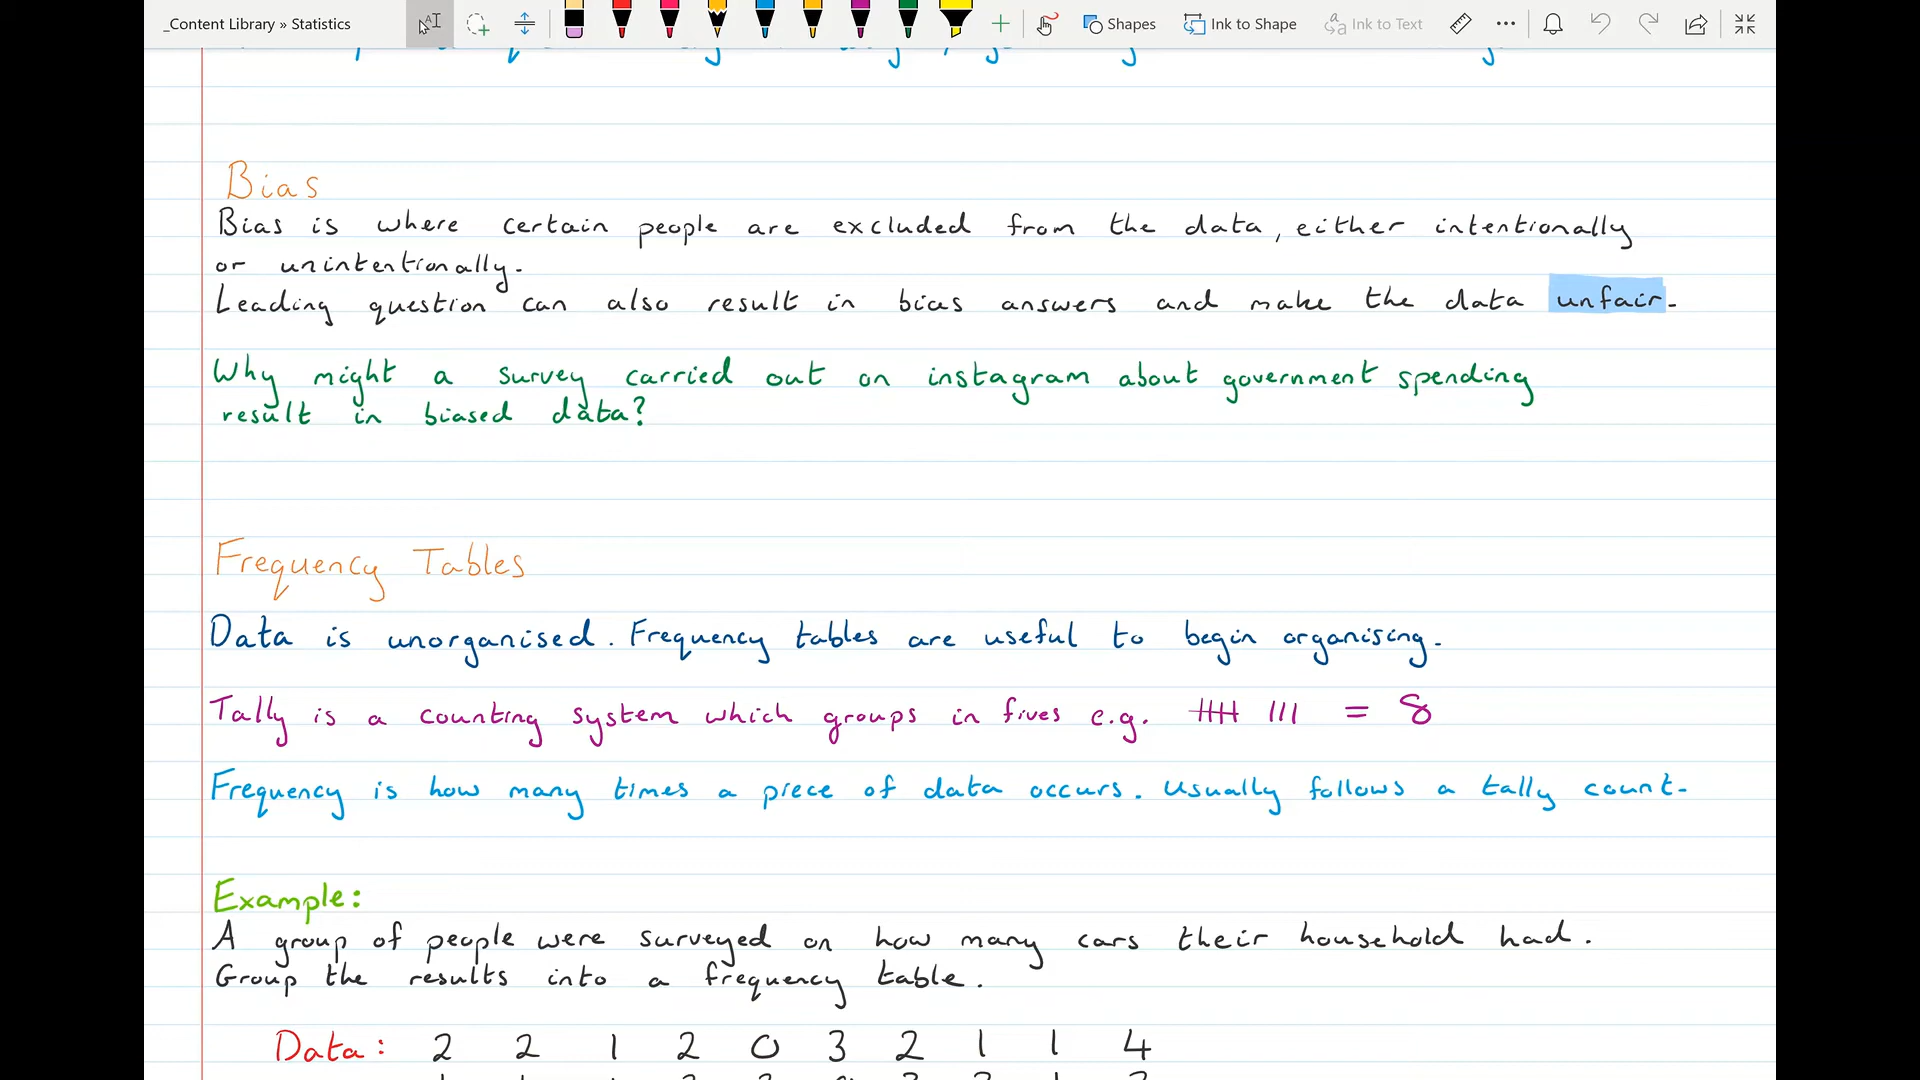 _Content Library » Statistics
Shapes
Ink to Shape
Ink to Text
Bias
Bias is where certain people are excluded from the data, either intentionally
or unintentionally.
Leading question can also result in bias answers and make the data unfair.
Why might a survey carried out on instagram about government spending
result in biased data?
Frequency Tables
Data is unorganised. Frequency tables are useful to begin organising.
Tally is a counting system which groups in fives e.g. 卌 III = 8
Frequency is how many times a piece of data occurs. Usually follows a tally count.
Example:
A group of people were surveyed on how many cars their household had.
Group the results into a frequency table.
Data: 2 2 1 2 0 3 2 1 1 4